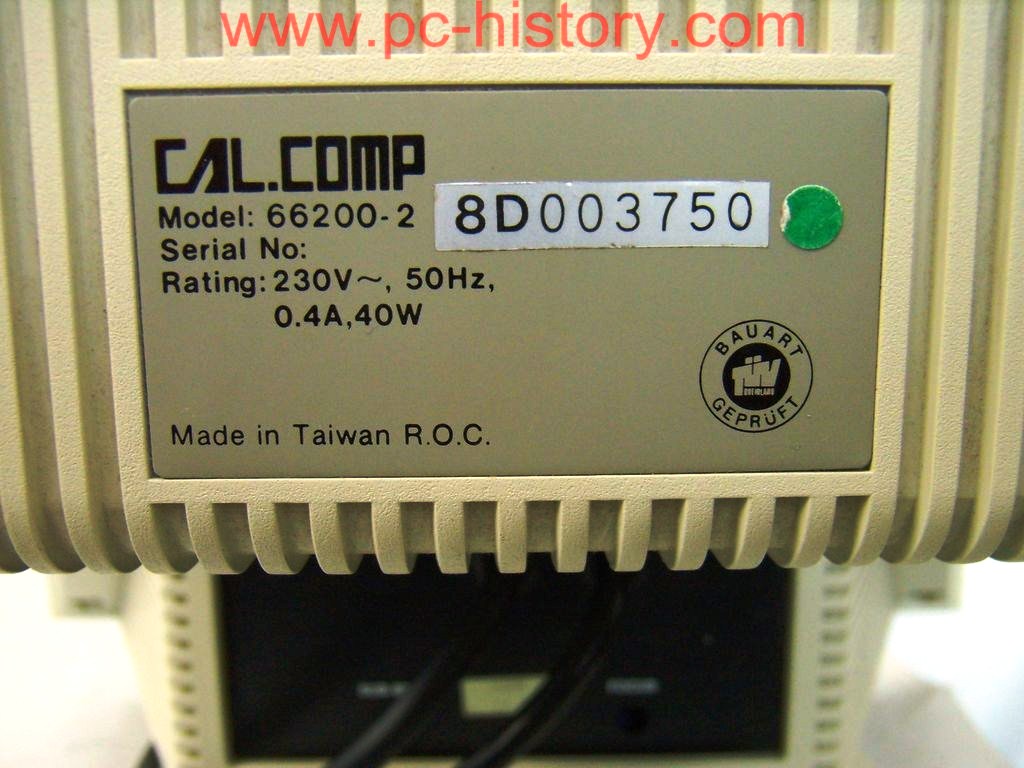 www.pc-history.com
CAL.COMP
Model: 66200-2
8D003750
Serial No:
Rating: 230V~, 50Hz,
0.4A,40W
BAUART
TÜV
GEPRÜFT
Made in Taiwan R.O.C.